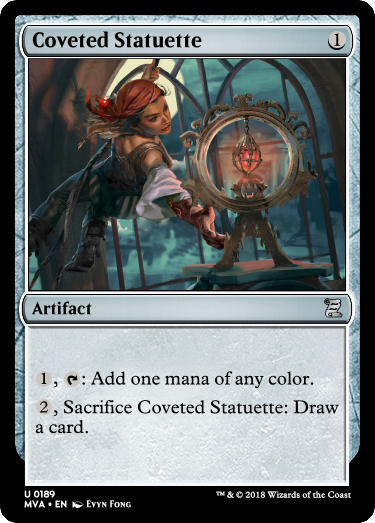 Coveted Statuette 1
Artifact
1, T: Add one mana of any color.
2, Sacrifice Coveted Statuette: Draw
a card.
U 0189
MVA • EN Evyn Fong
™ & © 2018 Wizards of the Coast